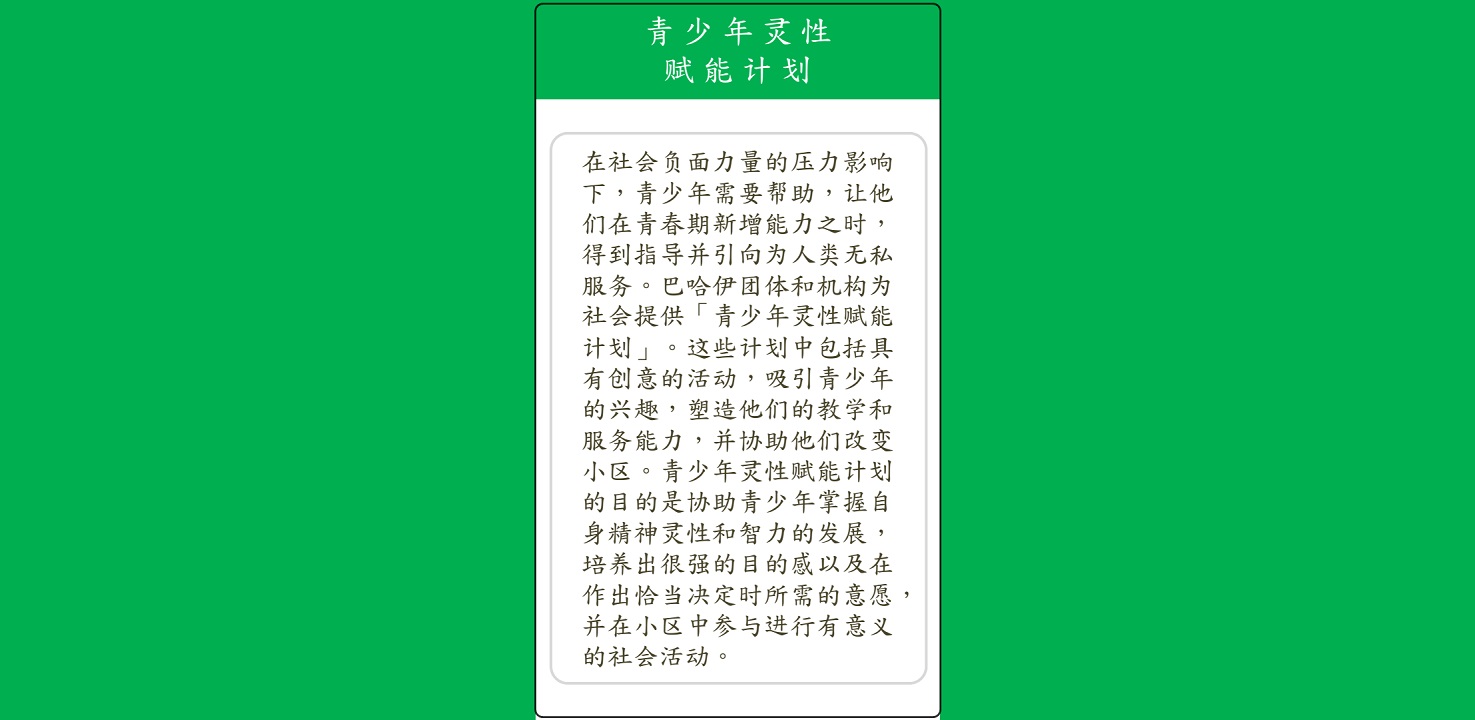 青少年灵性
赋能计划
在社会负面力量的压力影响
下，青少年需要帮助，让他
们在青春期新增能力之时，
得到指导并引向为人类无私
服务。巴哈伊团体和机构为
社会提供「青少年灵性赋能
计划」。这些计划中包括具
有创意的活动，吸引青少年
的兴趣，塑造他们的教学和
服务能力，并协助他们改变
小区。青少年灵性赋能计划
的目的是协助青少年掌握自
身精神灵性和智力的发展，
培养出很强的目的感以及在
作出恰当决定时所需的意愿，
并在小区中参与进行有意义
的社会活动。